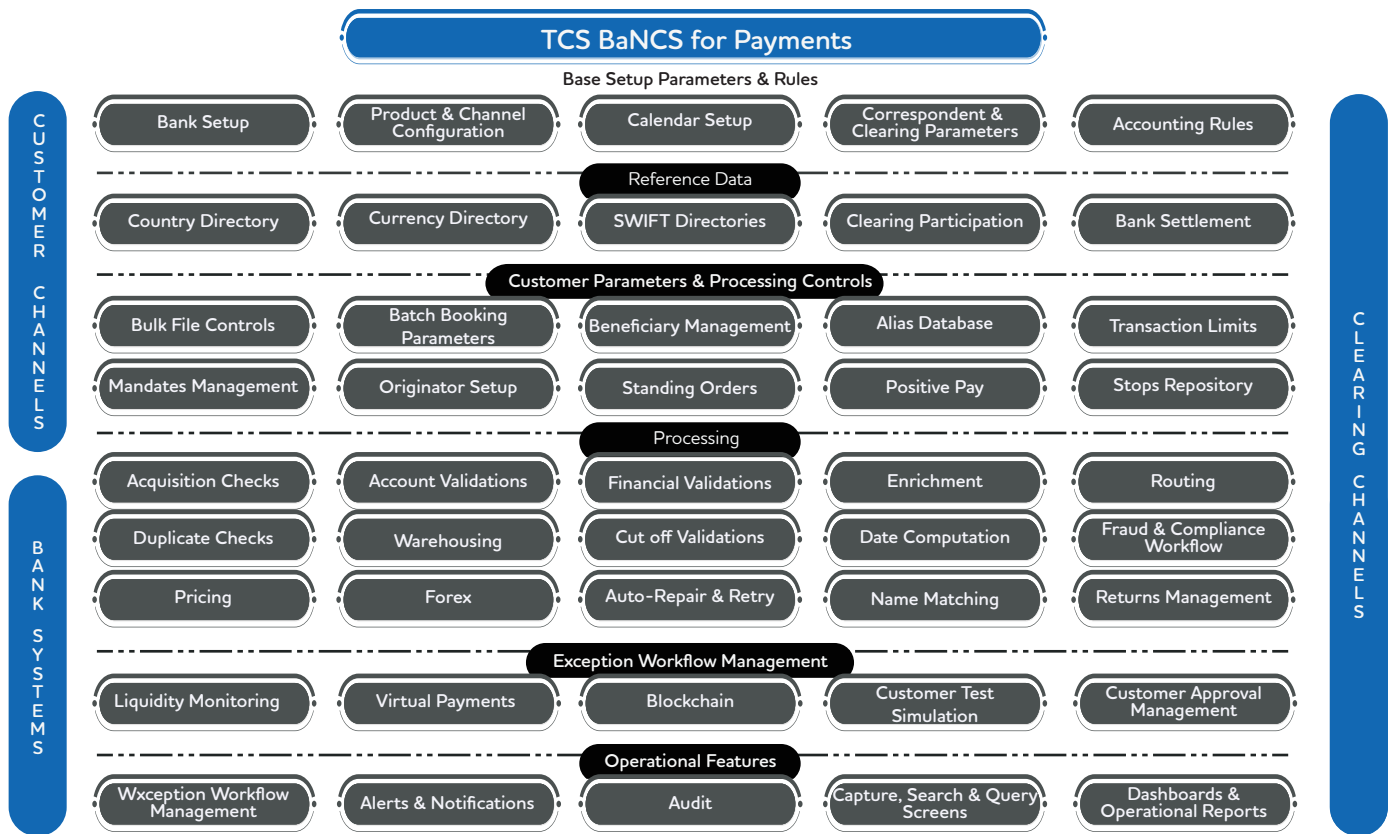 TCS BaNCS for Payments
Base Setup Parameters & Rules
CUSTOMER CHANNELS
BANK SYSTEMS
CLEARING CHANNELS
Bank Setup
Product & Channel
Configuration
Calendar Setup
Correspondent &
Clearing Parameters
Accounting Rules
Reference Data
Country Directory
Currency Directory
SWIFT Directories
Clearing Participation
Bank Settlement
Customer Parameters & Processing Controls
Bulk File Controls
Batch Booking
Parameters
Beneficiary Management
Alias Database
Transaction Limits
Mandates Management
Originator Setup
Standing Orders
Positive Pay
Stops Repository
Processing
Acquisition Checks
Account Validations
Financial Validations
Enrichment
Routing
Duplicate Checks
Warehousing
Cut off Validations
Date Computation
Fraud & Compliance
Workflow
Pricing
Forex
Auto-Repair & Retry
Name Matching
Returns Management
Exception Workflow Management
Liquidity Monitoring
Virtual Payments
Blockchain
Customer Test
Simulation
Customer Approval
Management
Operational Features
Wxception Workflow
Management
Alerts & Notifications
Audit
Capture, Search & Query
Screens
Dashboards &
Operational Reports